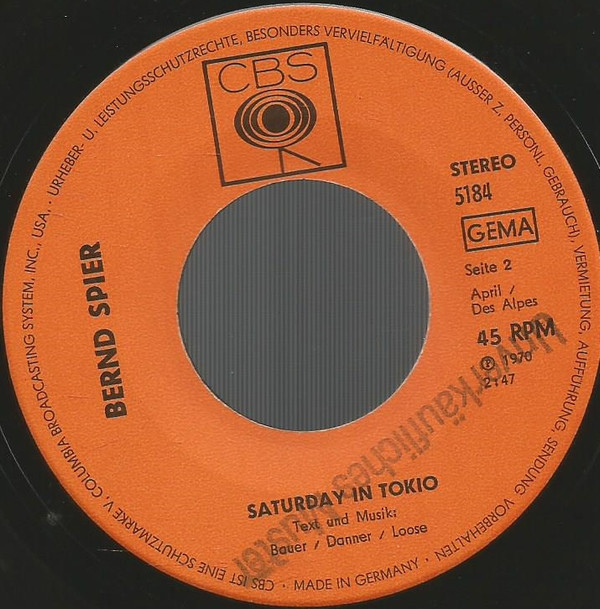 CBS
STEREO
5184
GEMA
Seite 2
April /
Des Alpes
45 RPM
Ⓟ 1970
2:47
BERND SPIER
SATURDAY IN TOKIO
Text und Musik:
Bauer / Danner / Loose
Unverkäufliches Muster
CBS IST EINE SCHUTZMARKE V. COLUMBIA BROADCASTING SYSTEM, INC., USA. · URHEBER- U. LEISTUNGSSCHUTZRECHTE, BESONDERS VERVIELFÄLTIGUNG (AUSSER Z. PERSÖNL. GEBRAUCH), VERMIETUNG, AUFFÜHRUNG, SENDUNG VORBEHALTEN · MADE IN GERMANY ·